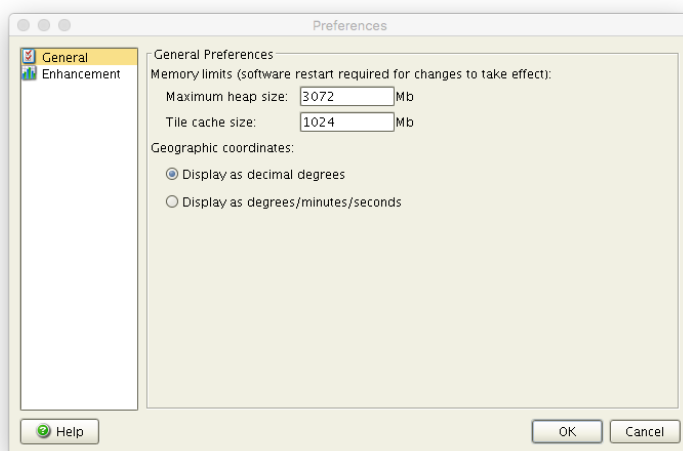 Preferences
General
Enhancement
General Preferences
Memory limits (software restart required for changes to take effect):
Maximum heap size: 3072 Mb
Tile cache size: 1024 Mb
Geographic coordinates:
Display as decimal degrees
Display as degrees/minutes/seconds
Help
OK
Cancel